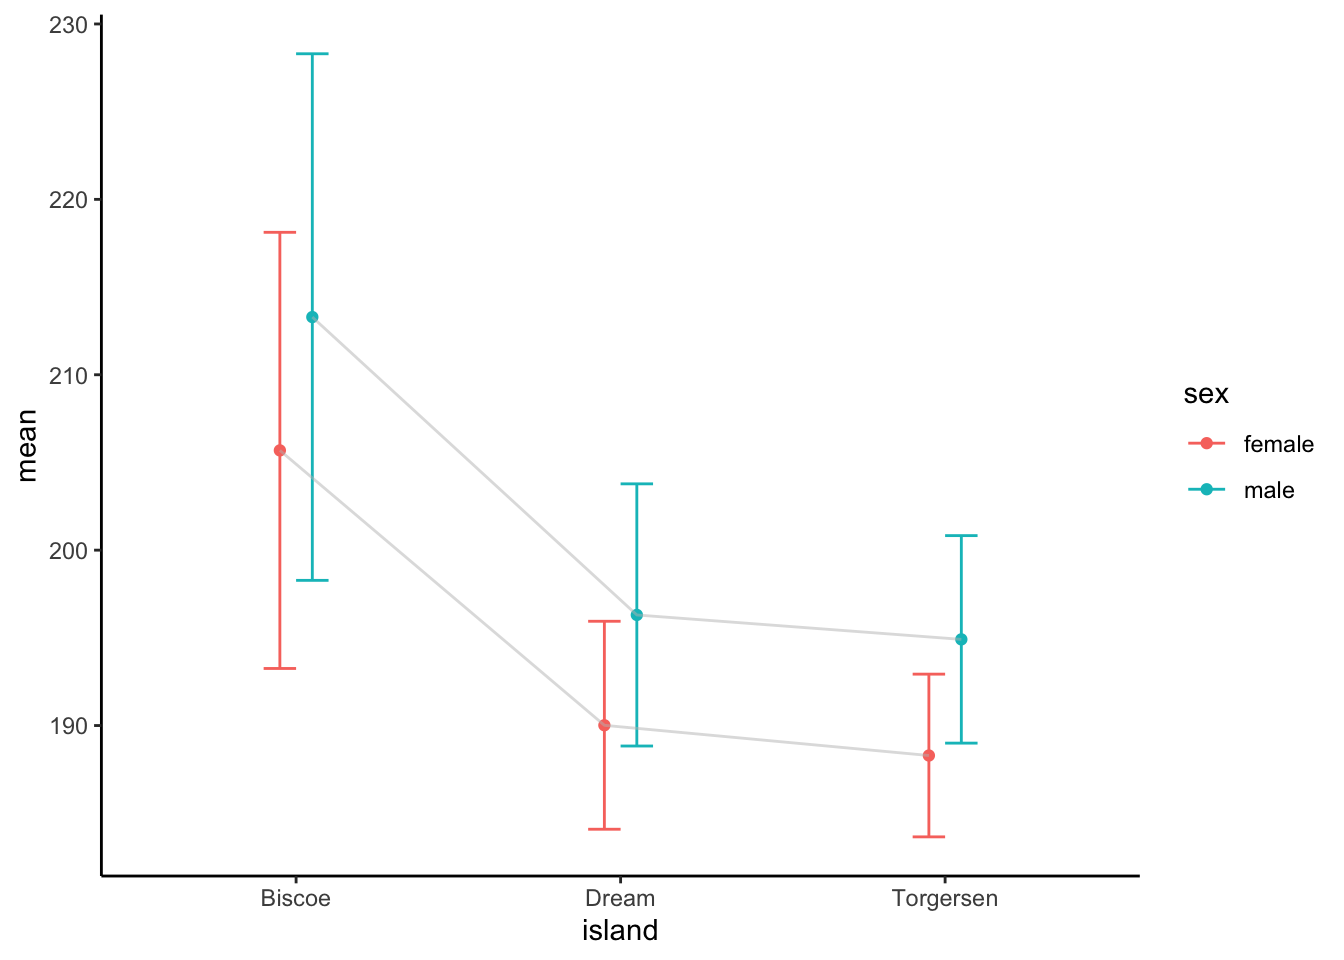 230
220
210
200
190
mean
Biscoe
Dream
Torgersen
island
sex
female
male